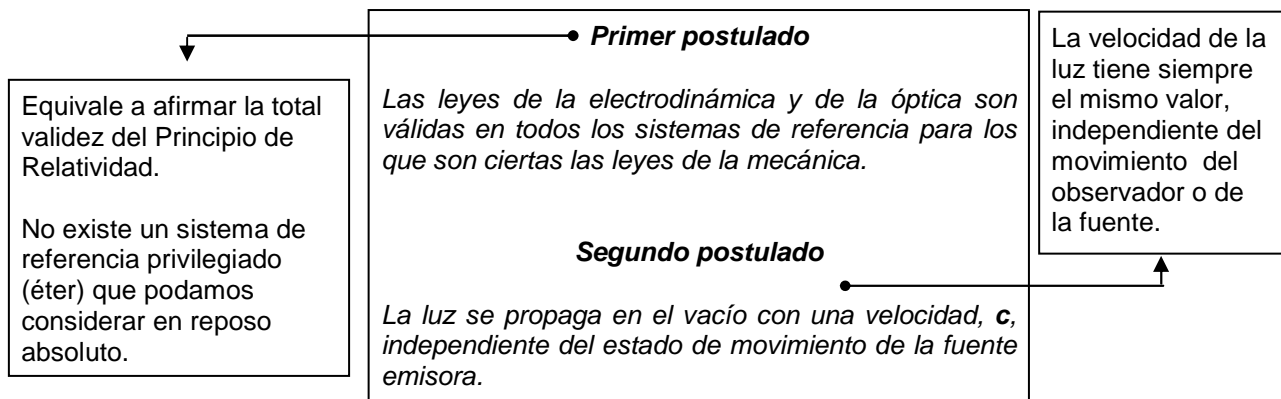 Equivale a afirmar la total
validez del Principio de
Relatividad.
No existe un sistema de
referencia privilegiado
(éter) que podamos
considerar en reposo
absoluto.
Primer postulado
Las leyes de la electrodinámica y de la óptica son
válidas en todos los sistemas de referencia para los
que son ciertas las leyes de la mecánica.
Segundo postulado
La luz se propaga en el vacío con una velocidad, c,
independiente del estado de movimiento de la fuente
emisora.
La velocidad de la
luz tiene siempre
el mismo valor,
independiente del
movimiento del
observador o de
la fuente.